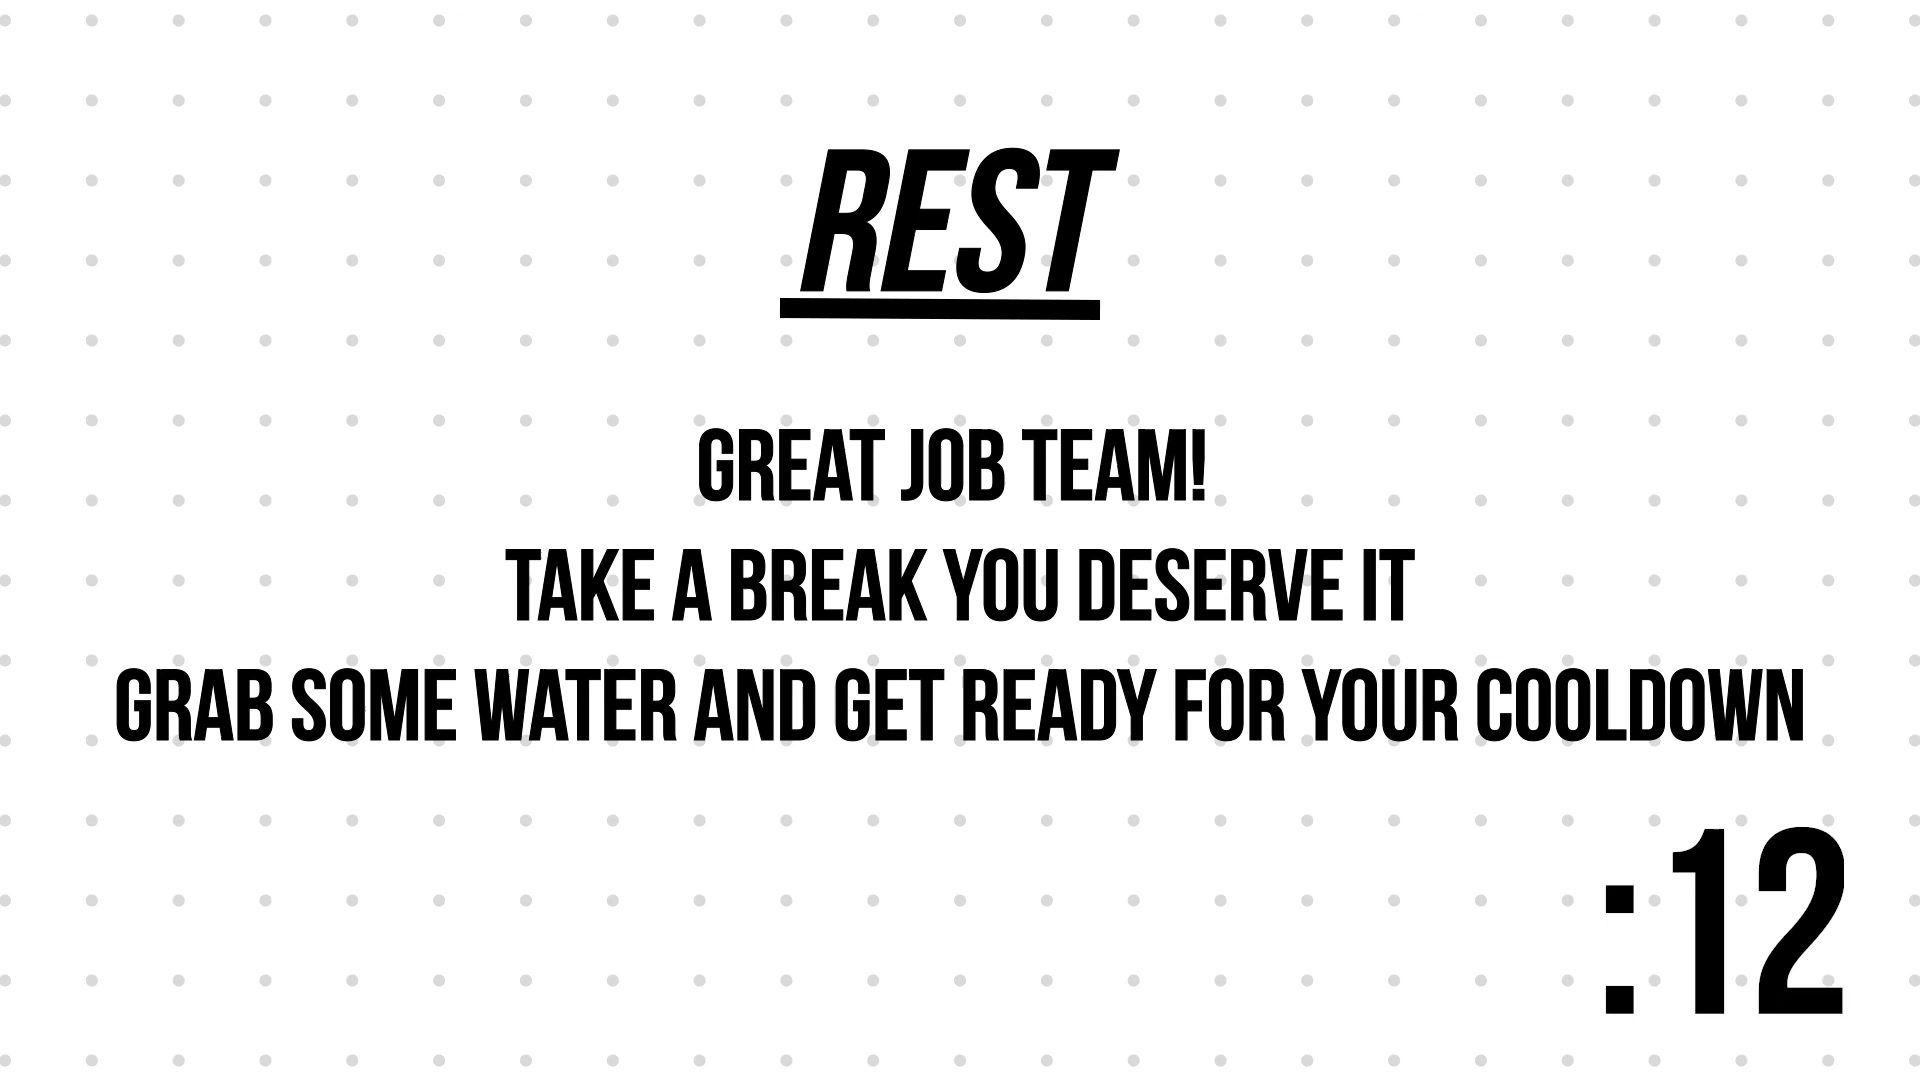 REST
GREAT JOB TEAM!
TAKE A BREAK YOU DESERVE IT
GRAB SOME WATER AND GET READY FOR YOUR COOLDOWN
:12